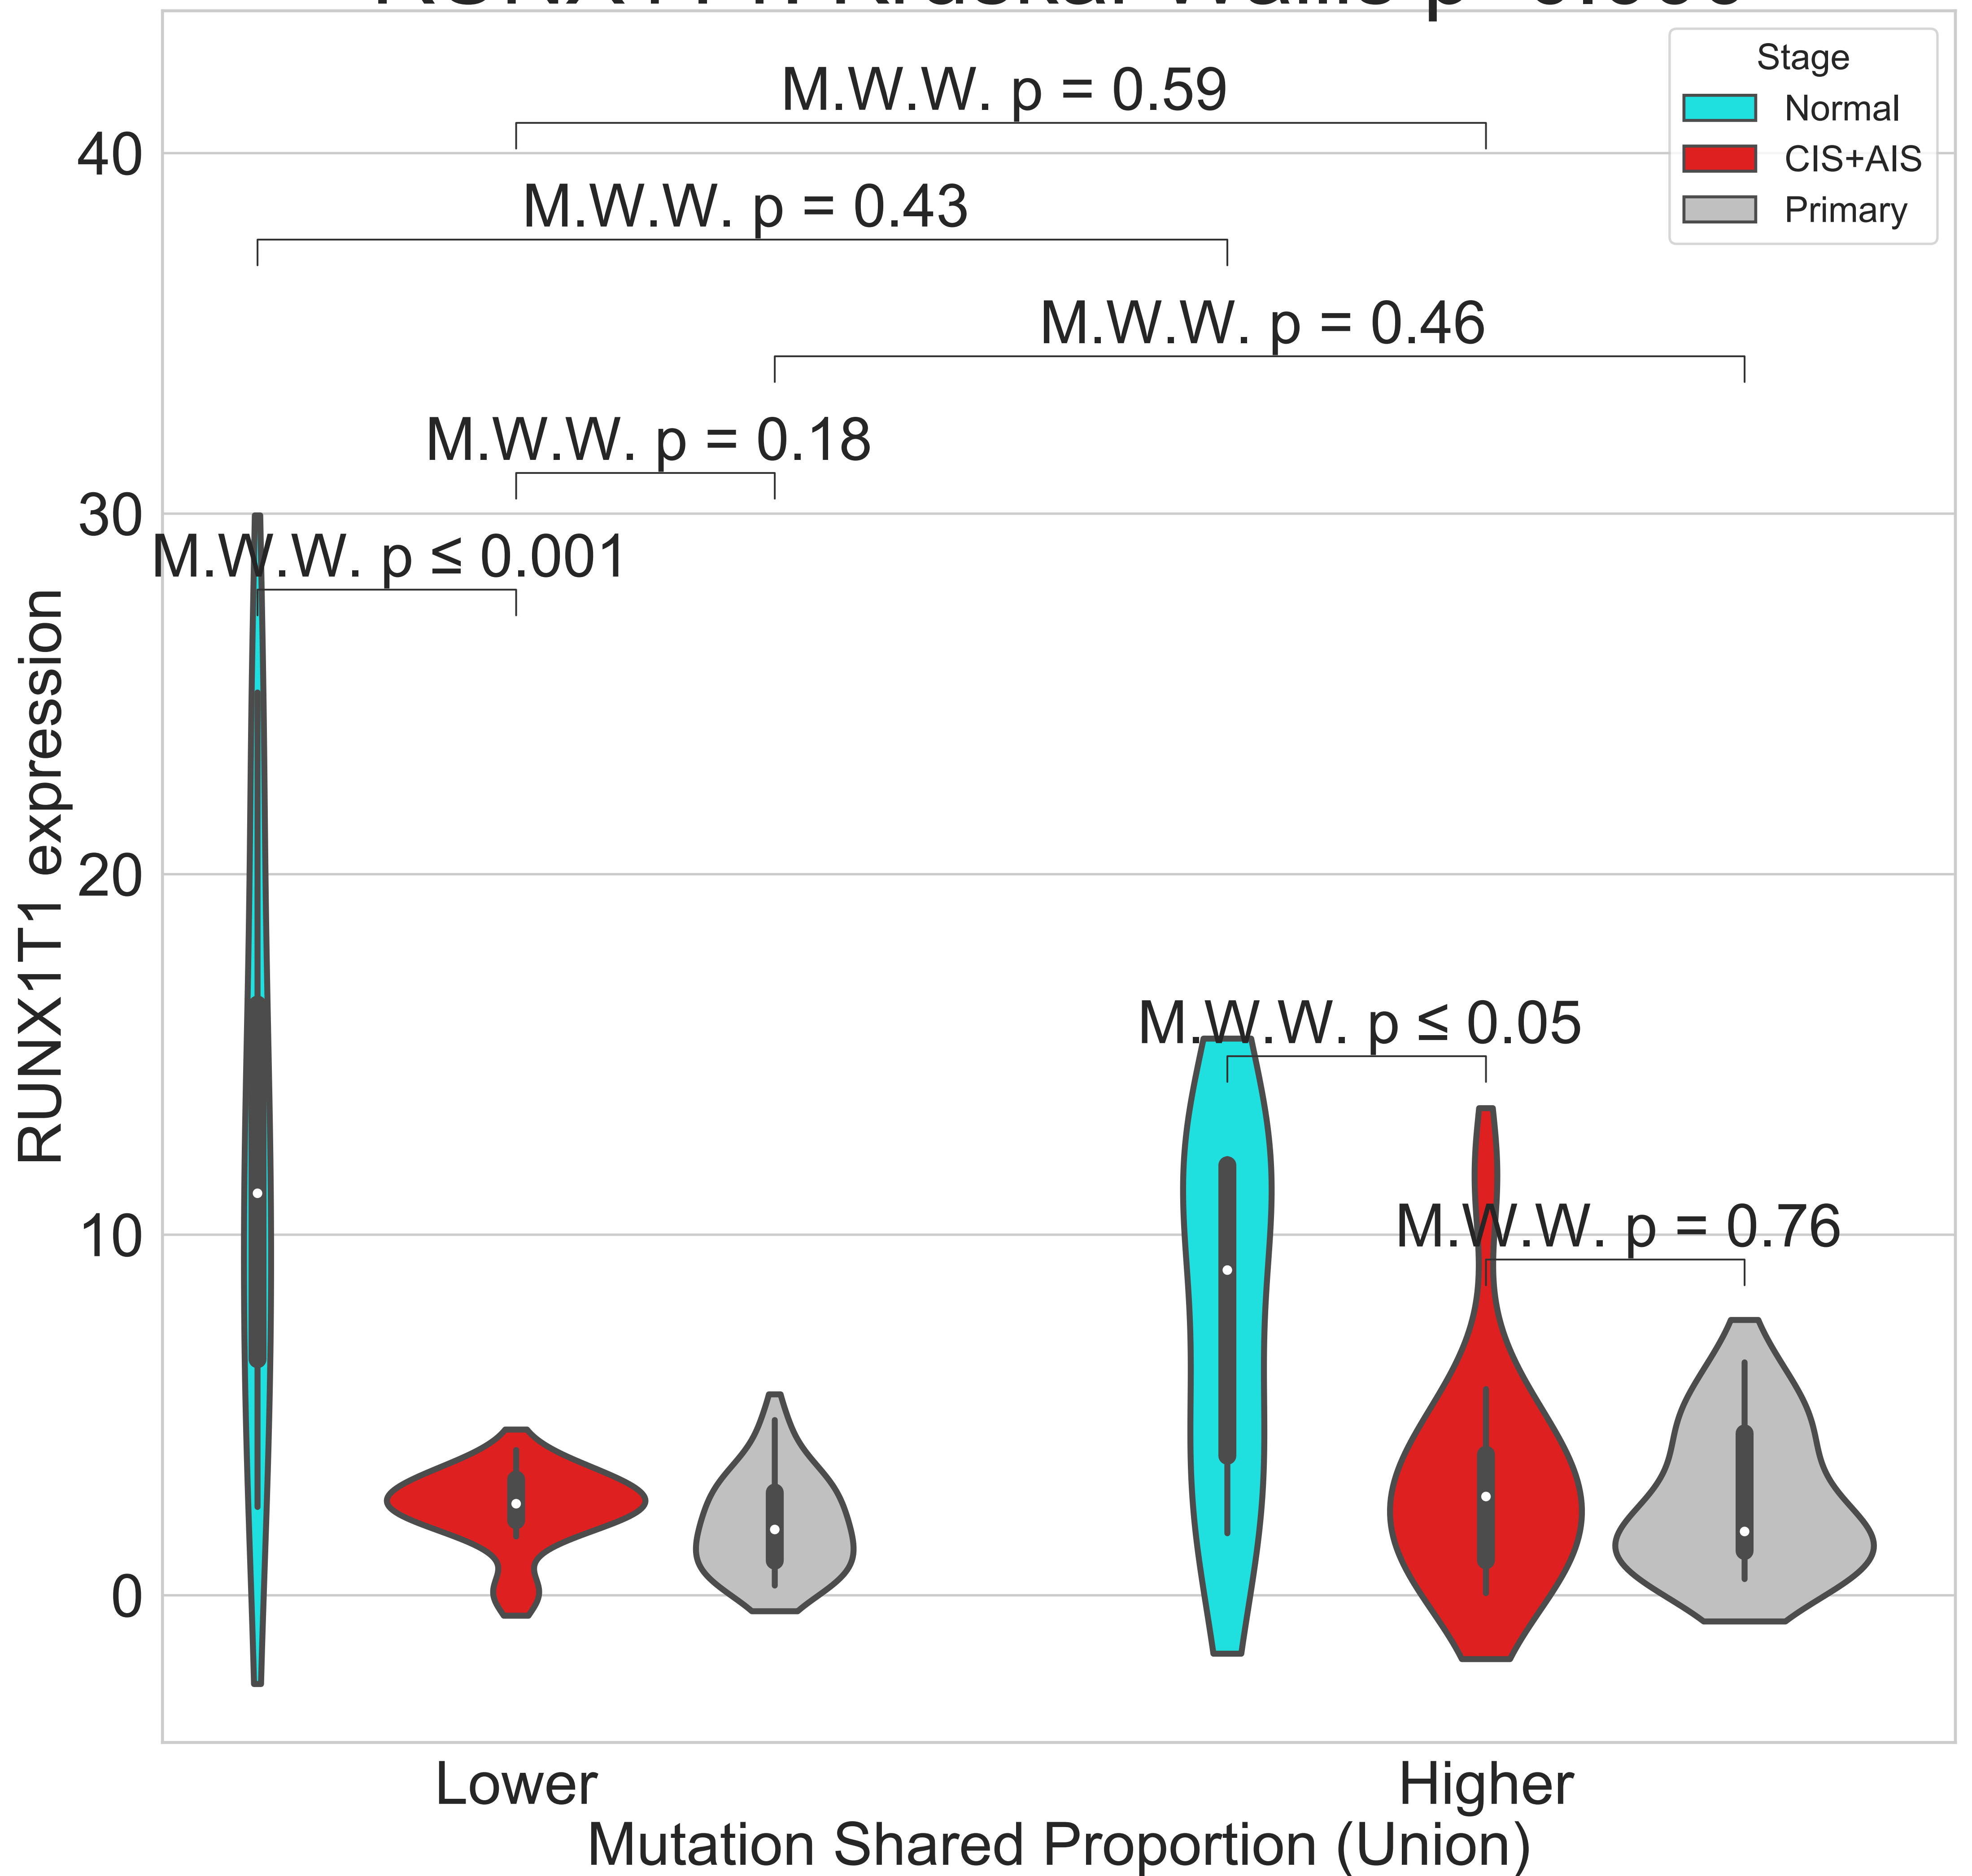 Stage
Normal
CIS+AIS
Primary
M.W.W. p = 0.59
M.W.W. p = 0.43
M.W.W. p = 0.46
M.W.W. p = 0.18
M.W.W. p ≤ 0.001
M.W.W. p ≤ 0.05
M.W.W. p = 0.76
40
30
20
10
0
RUNX1T1 expression
Lower
Higher
Mutation Shared Proportion (Union)